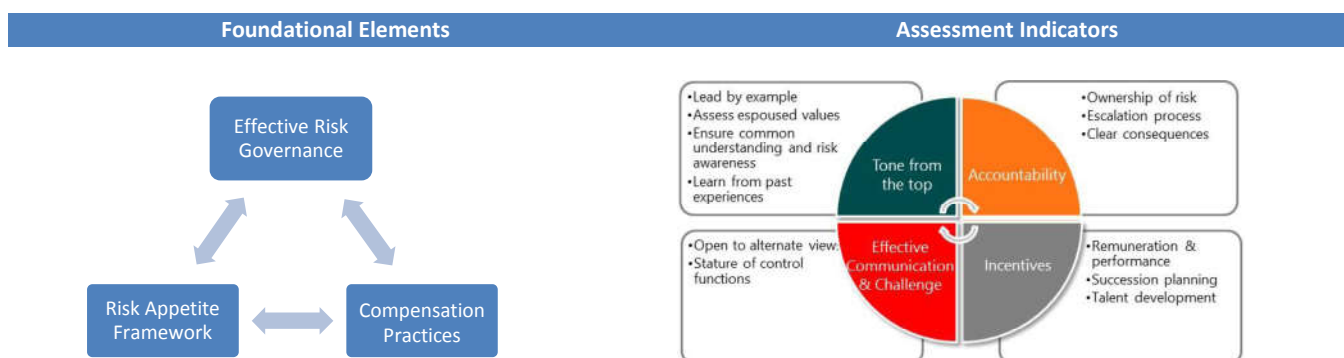 Foundational Elements
Assessment Indicators
Effective Risk
Governance
Risk Appetite
Framework
Compensation
Practices
•Lead by example
•Assess espoused values
•Ensure common
understanding and risk
awareness
•Learn from past
experiences
Tone from
the top
Accountability
•Ownership of risk
•Escalation process
•Clear consequences
•Open to alternate view:
•Stature of control
functions
Effective
Communication
& Challenge
Incentives
•Remuneration &
performance
•Succession planning
•Talent development